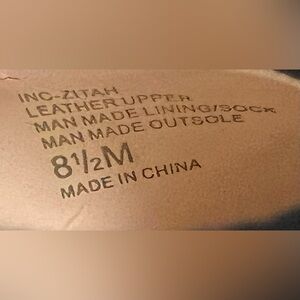 INC-ZITAH
LEATHER UPPER
MAN MADE LINING/SOCK
MAN MADE OUTSOLE
8½M
MADE IN CHINA